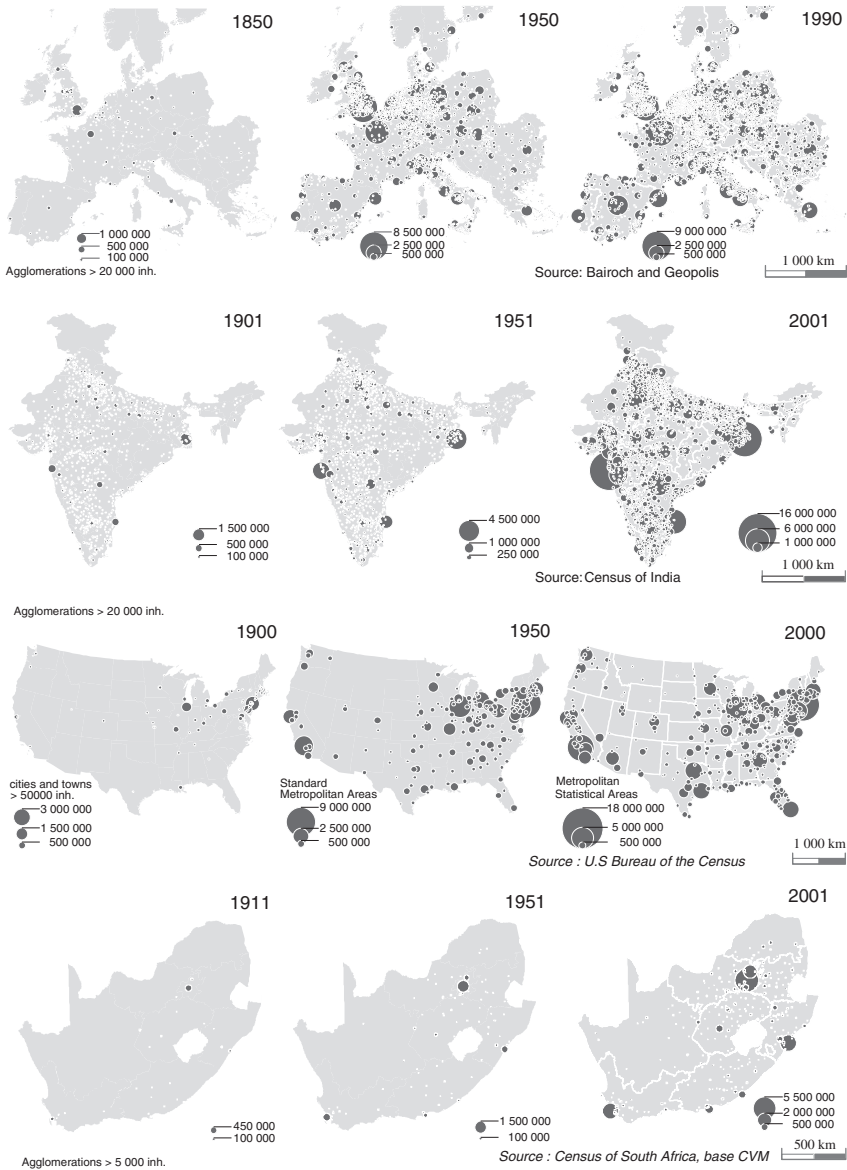 1850
1950
1990
1 000 000
500 000
100 000
Agglomerations > 20 000 inh.
8 500 000
2 500 000
500 000
9 000 000
2 500 000
500 000
Source: Bairoch and Geopolis
1 000 km
1901
1951
2001
1 500 000
500 000
100 000
4 500 000
1 000 000
250 000
16 000 000
6 000 000
1 000 000
Source: Census of India
1 000 km
Agglomerations > 20 000 inh.
1900
1950
2000
cities and towns
> 50000 inh.
3 000 000
1 500 000
500 000
Standard
Metropolitan Areas
9 000 000
2 500 000
500 000
Metropolitan
Statistical Areas
18 000 000
5 000 000
500 000
Source : U.S Bureau of the Census
1 000 km
1911
1951
2001
450 000
100 000
Agglomerations > 5 000 inh.
1 500 000
100 000
5 500 000
2 000 000
500 000
Source : Census of South Africa, base CVM
500 km